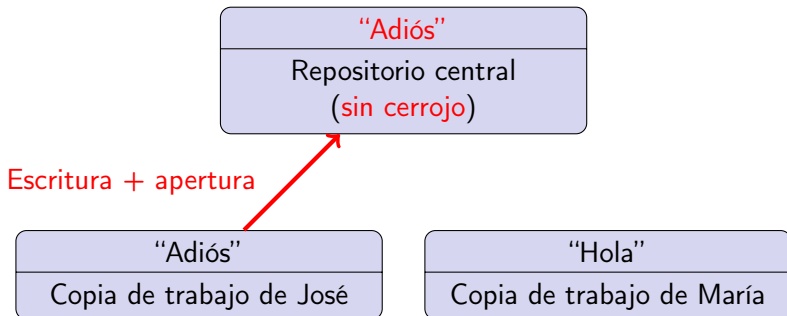 “Adiós”
Repositorio central
(sin cerrojo)
Escritura + apertura
“Adiós”
Copia de trabajo de José
“Hola”
Copia de trabajo de María